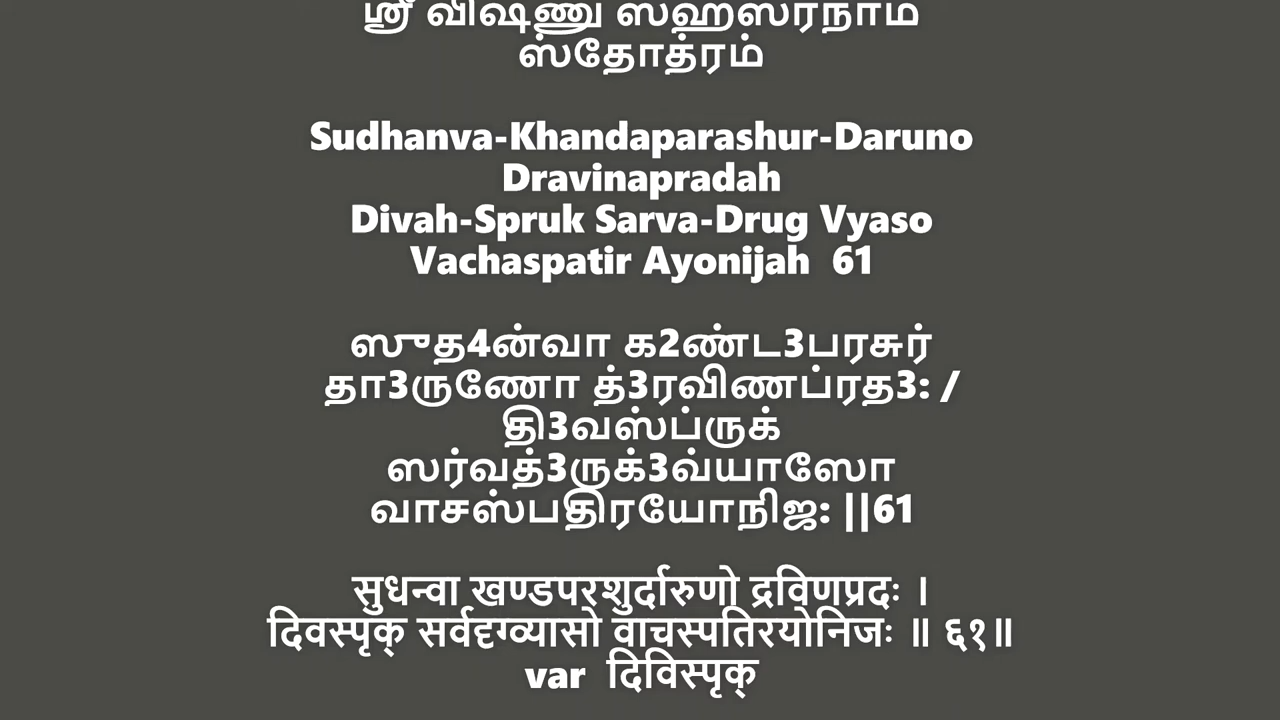 ஸ்ரீ விஷ்ணு ஸஹஸ்ரநாம
ஸ்தோத்ரம்
Sudhanva-Khandaparashur-Daruno
Dravinapradah
Divah-Spruk Sarva-Drug Vyaso
Vachaspatir Ayonijah 61
ஸுத4ன்வா க2ண்ட3பரசுர்
தா3ருணோ த்3ரவிணப்ரத3: /
தி3வஸ்ப்ருக்
ஸர்வத்3ருக்3வ்யாஸோ
வாசஸ்பதிரயோநிஜ: ||61
सुधन्वा खण्डपरशुर्दारुणो द्रविणप्रदः ।
दिवस्पृक् सर्वदृग्व्यासो वाचस्पतिरयोनिजः ॥ ६१॥
var दिविस्पृक्